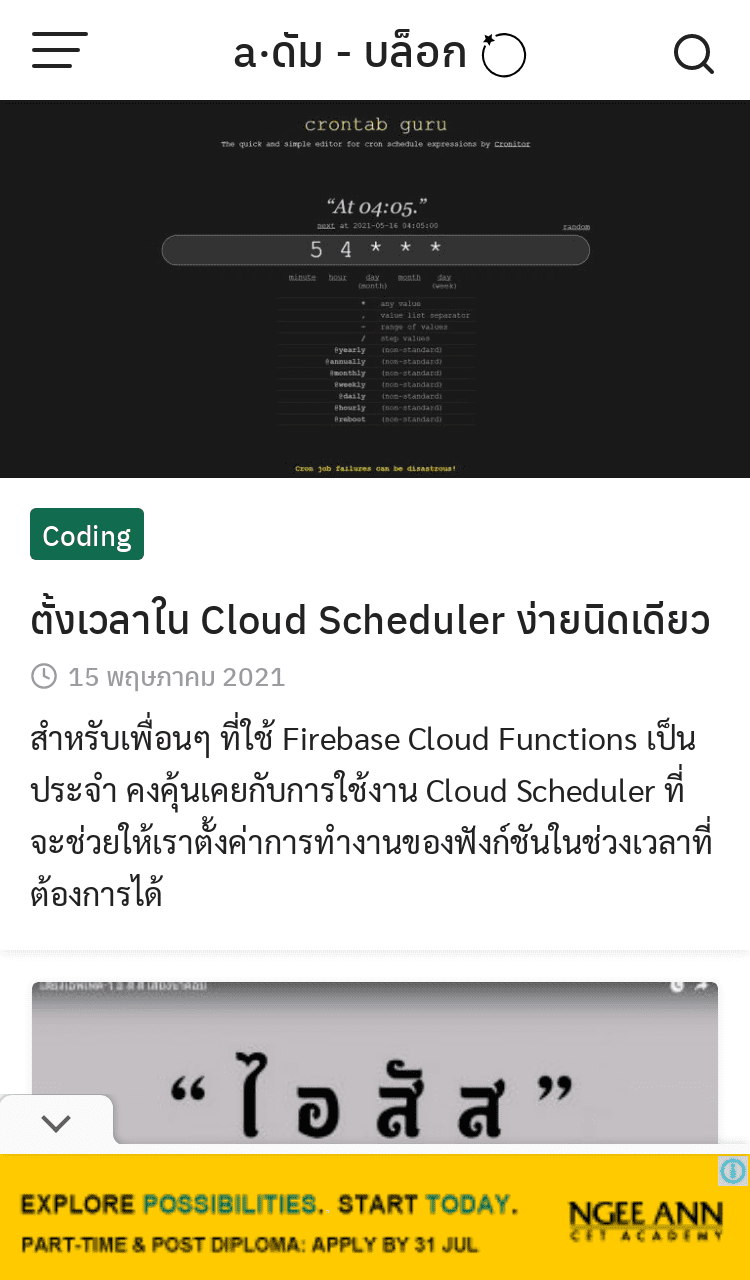 a·ดัม - บล็อก
crontab guru
The quick and simple editor for cron schedule expressions by Cronitor
“At 04:05.”
next at 2021-05-16 04:05:00
random
5 4 * * *
minute hour day (month) month day (week)
* any value
, value list separator
- range of values
/ step values
@yearly (non-standard)
@annually (non-standard)
@monthly (non-standard)
@weekly (non-standard)
@daily (non-standard)
@hourly (non-standard)
@reboot (non-standard)
Cron job failures can be disastrous!
Coding
ตั้งเวลาใน Cloud Scheduler ง่ายนิดเดียว
15 พฤษภาคม 2021
สำหรับเพื่อนๆ ที่ใช้ Firebase Cloud Functions เป็น
ประจำ คงคุ้นเคยกับการใช้งาน Cloud Scheduler ที่
จะช่วยให้เราตั้งค่าการทำงานของฟังก์ชันในช่วงเวลาที่
ต้องการได้
“ ไอสัส ”
EXPLORE POSSIBILITIES.. START TODAY.
PART-TIME & POST DIPLOMA: APPLY BY 31 JUL
NGEE ANN
CET ACADEMY